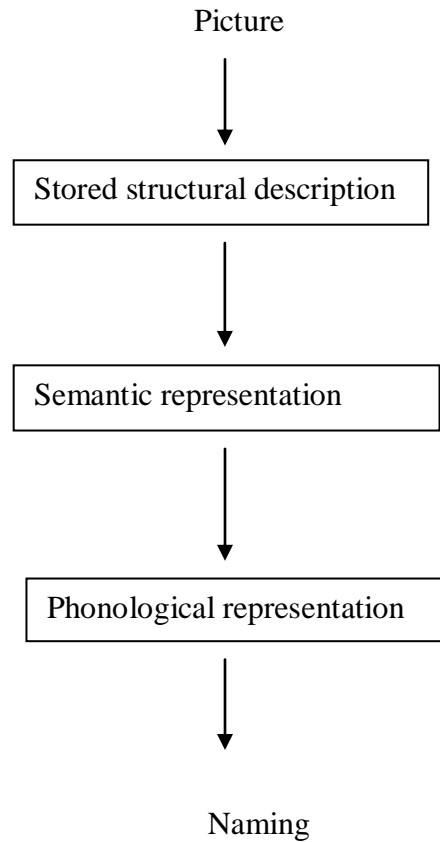 Picture
Stored structural description
Semantic representation
Phonological representation
Naming